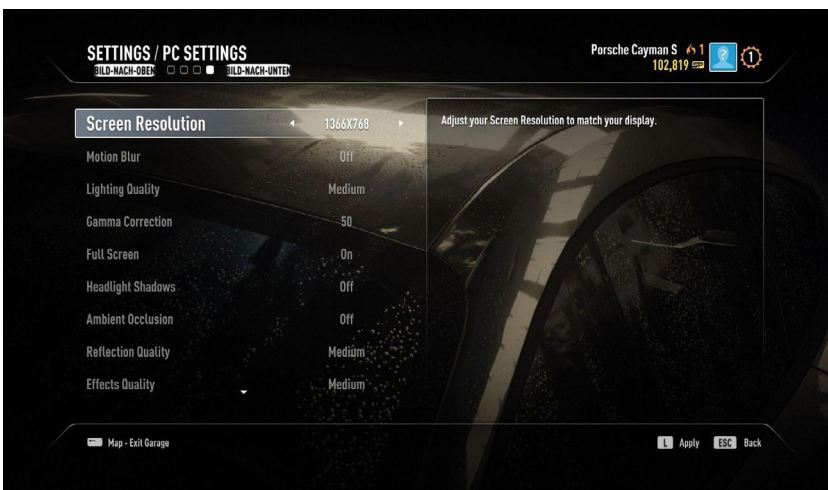 SETTINGS / PC SETTINGS
BILD-NACH-OBEN BILD-NACH-UNTEN
Porsche Cayman S 1
102,819
1
Screen Resolution 1366X768
Motion Blur Off
Lighting Quality Medium
Gamma Correction 50
Full Screen On
Headlight Shadows Off
Ambient Occlusion Off
Reflection Quality Medium
Effects Quality Medium
Adjust your Screen Resolution to match your display.
Map - Exit Garage
L Apply ESC Back